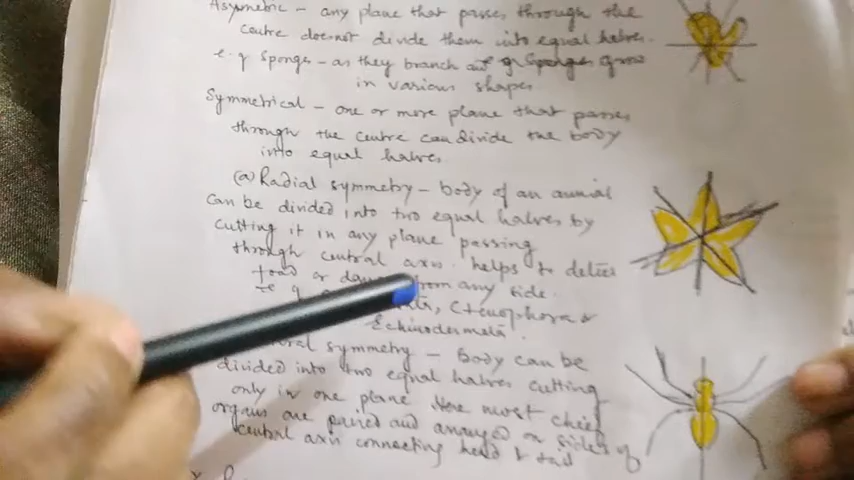 Asymmetric - any plane that passes through the
centre doesnot divide them into equal halves.
e.g Sponge - as they branch out or Sponges grow
in various shapes
Symmetrical - one or more plane that passes
through the centre can divide the body
into equal halves.
(a) Radial symmetry - body of an animal
can be divided into two equal halves by
cutting it in any plane passing
through central axis. helps to detect
food or from any side.
e.g Ctenophora &
Echinodermata.
symmetry - Body can be
divided into two equal halves cutting
only in one plane. Here most chief
organs are paired and arranged on sides of
central axis connecting head & tail